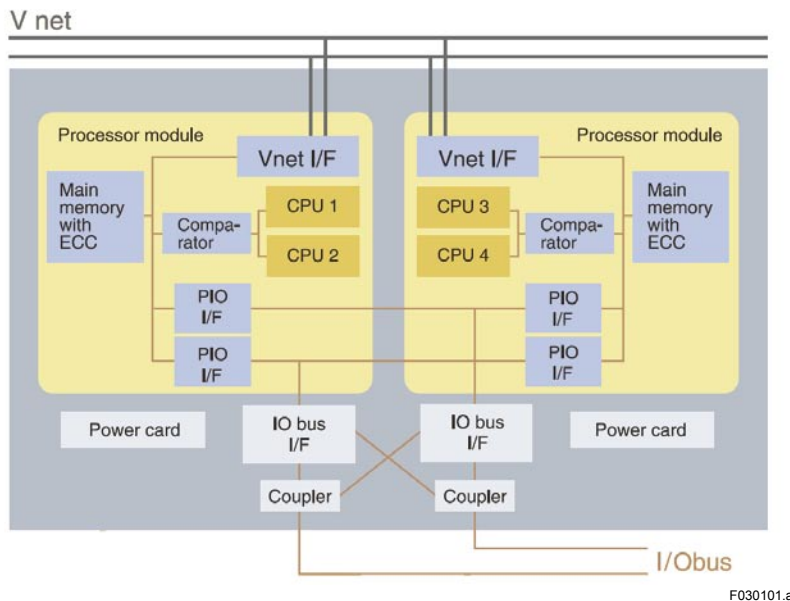 V net
Processor module
Processor module
Vnet I/F
Vnet I/F
Main
memory
with
ECC
Compa-
rator
CPU 1
CPU 2
CPU 3
CPU 4
Compa-
rator
Main
memory
with
ECC
PIO
I/F
PIO
I/F
PIO
I/F
PIO
I/F
Power card
IO bus
I/F
IO bus
I/F
Power card
Coupler
Coupler
I/Obus
F030101.a